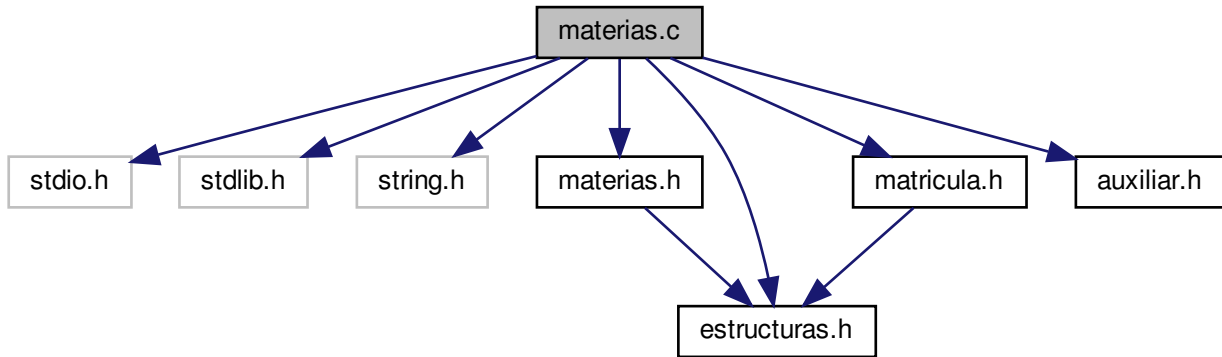 materias.c
stdio.h
stdlib.h
string.h
materias.h
matricula.h
auxiliar.h
estructuras.h